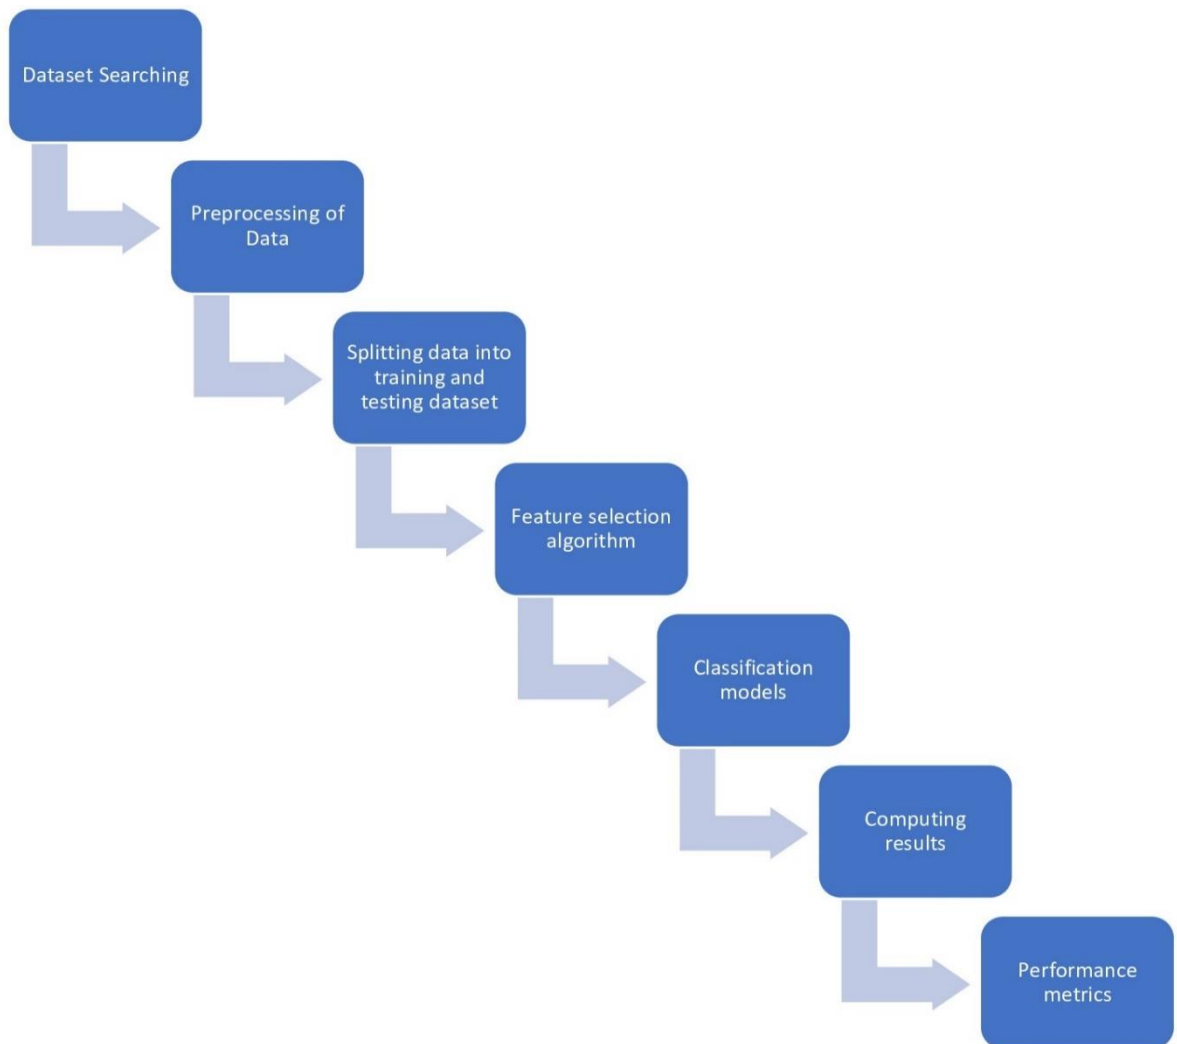 Dataset Searching
Preprocessing of
Data
Splitting data into
training and
testing dataset
Feature selection
algorithm
Classification
models
Computing
results
Performance
metrics